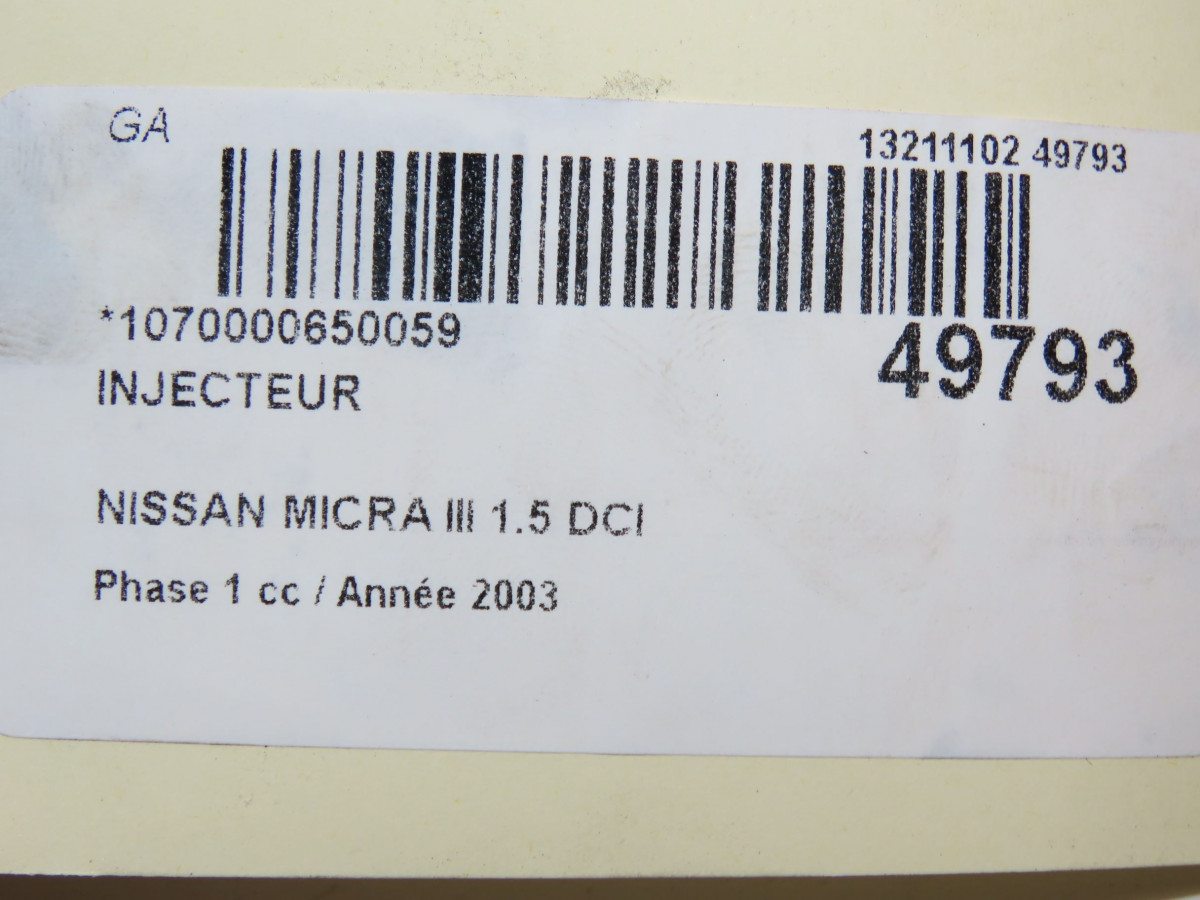 GA
13211102 49793
*1070000650059
49793
INJECTEUR
NISSAN MICRA III 1.5 DCI
Phase 1 cc / Année 2003